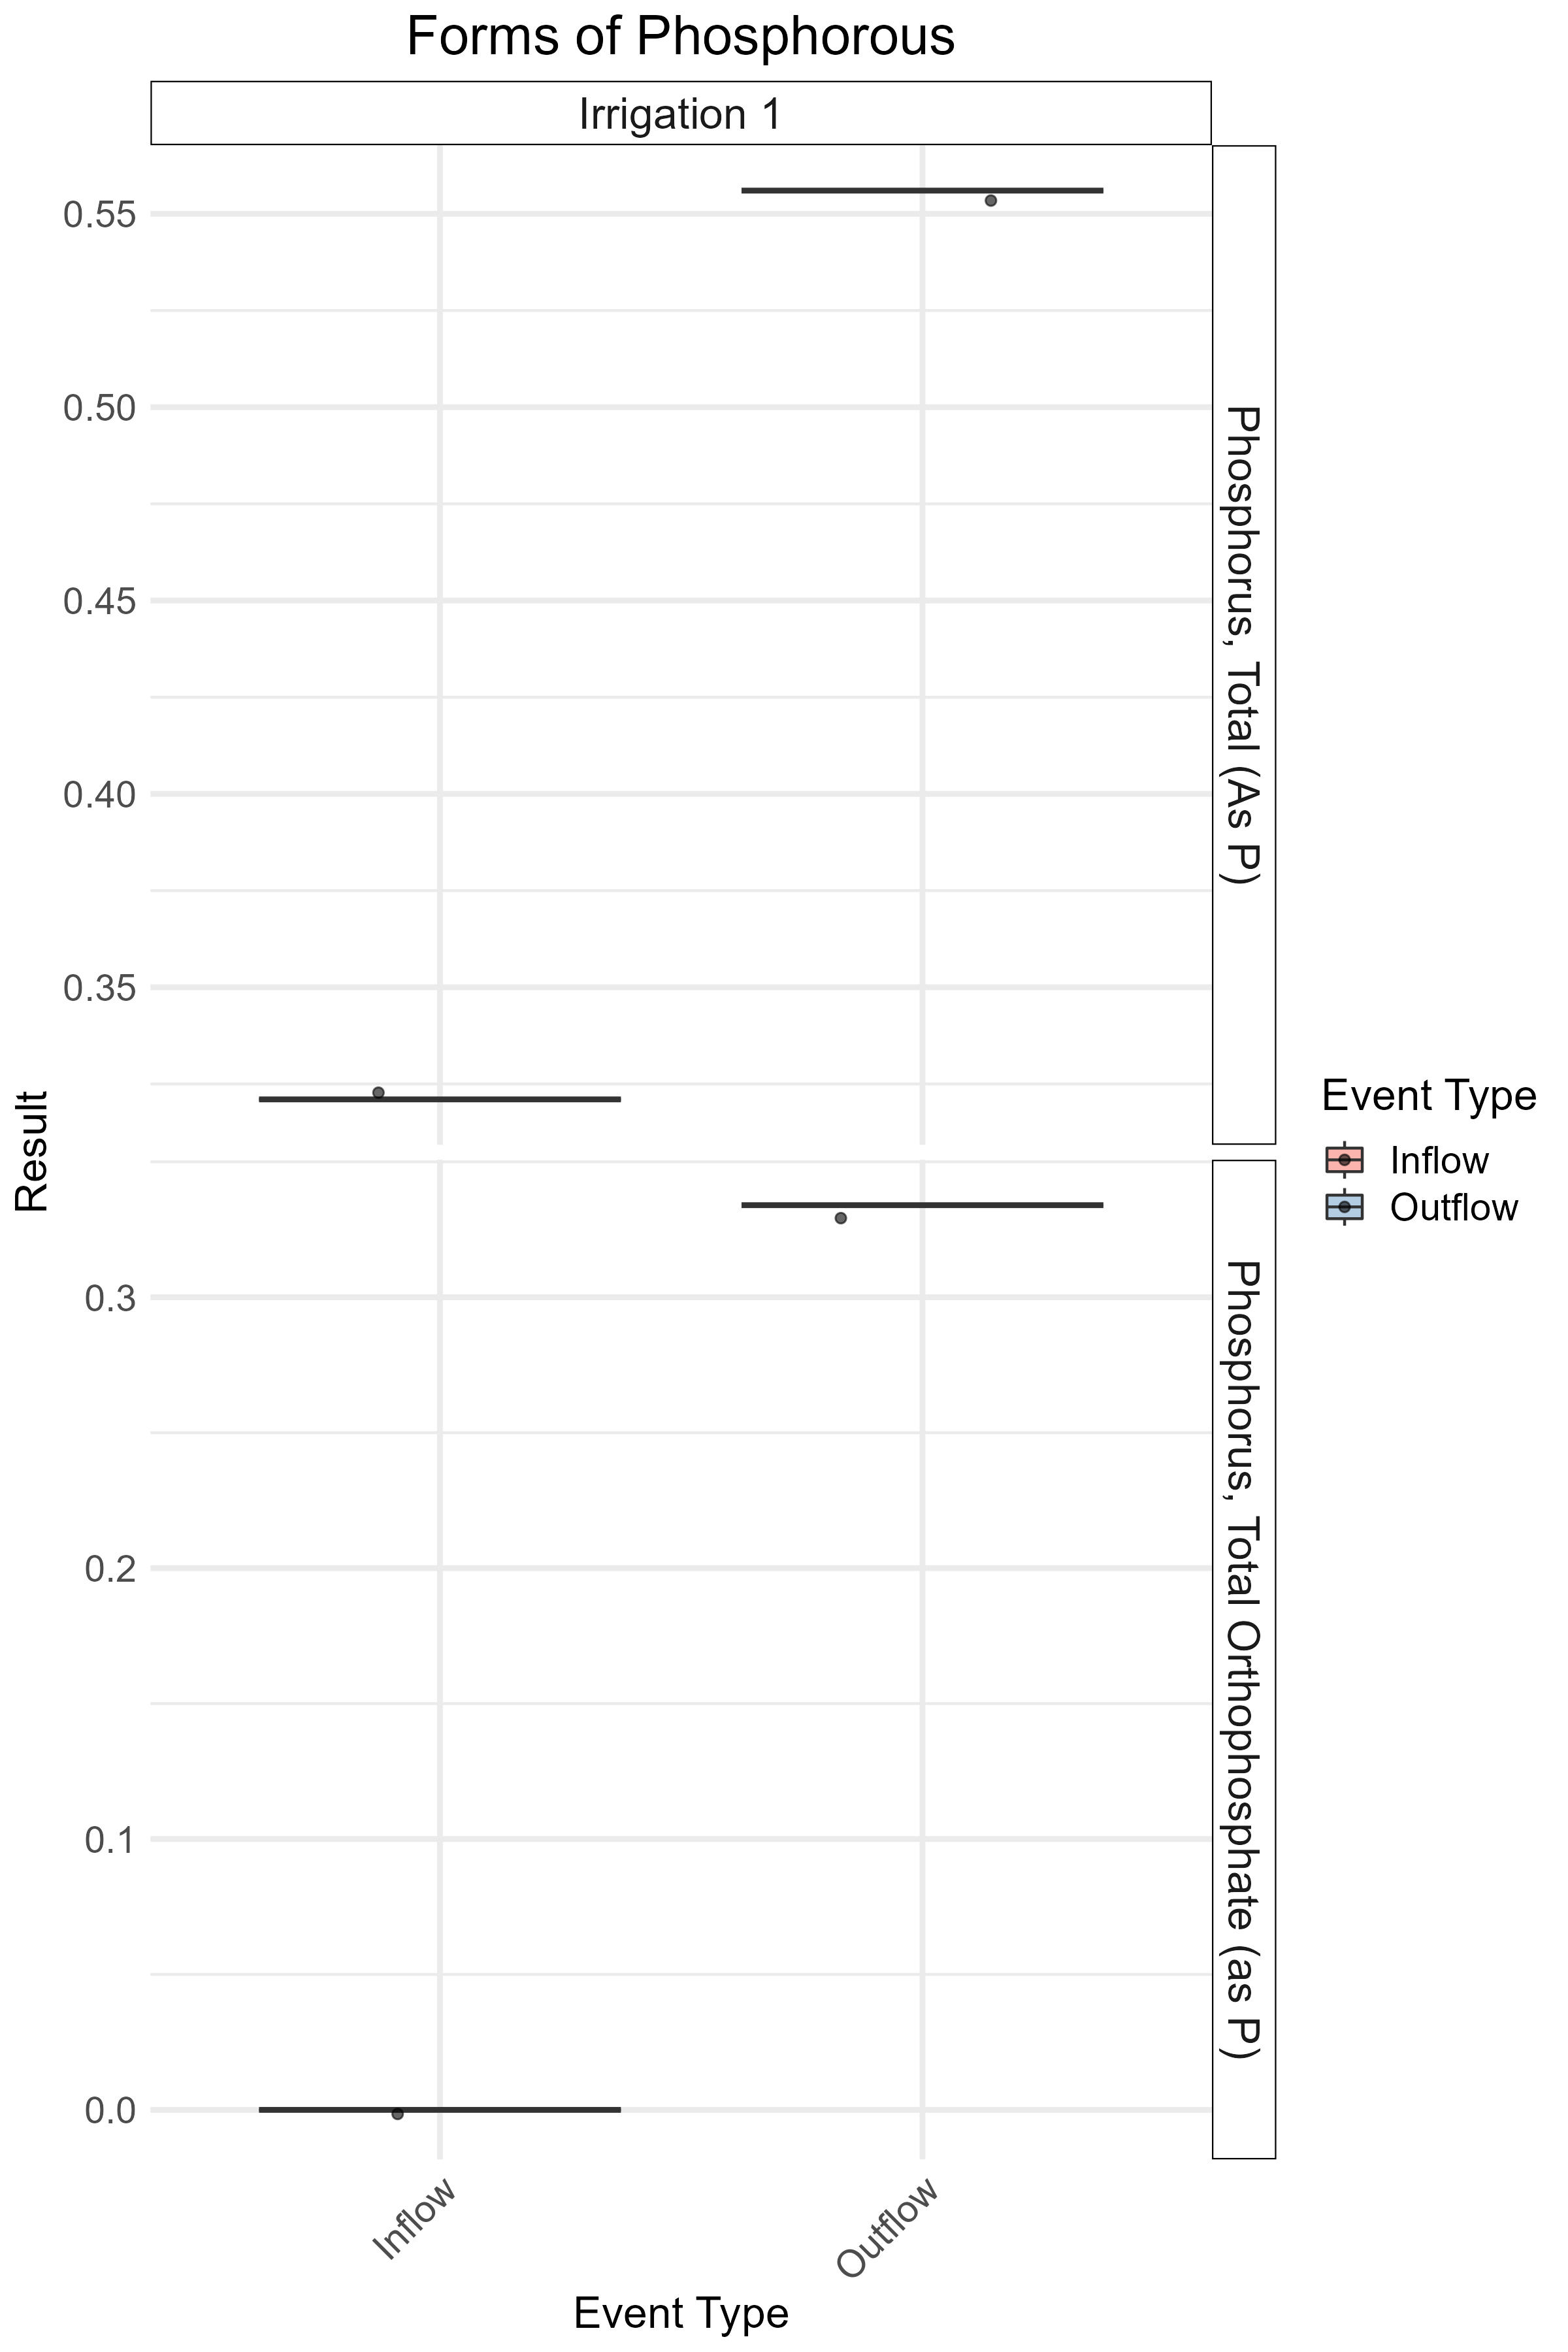 Forms of Phosphorous
Irrigation 1
Phosphorus, Total (As P)
0.55
0.50
0.45
0.40
0.35
Result
Phosphorus, Total Orthophosphate (as P)
0.3
0.2
0.1
0.0
Inflow
Outflow
Event Type
Event Type
Inflow
Outflow